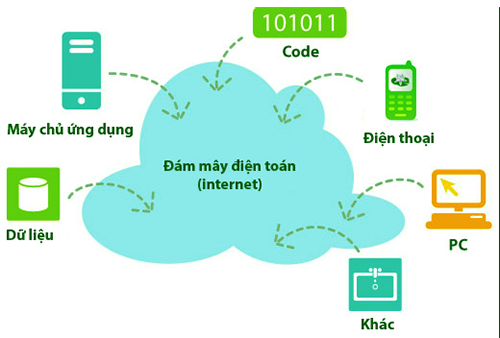 101011
Code
Máy chủ ứng dụng
Điện thoại
Đám mây điện toán
(internet)
Dữ liệu
PC
Khác